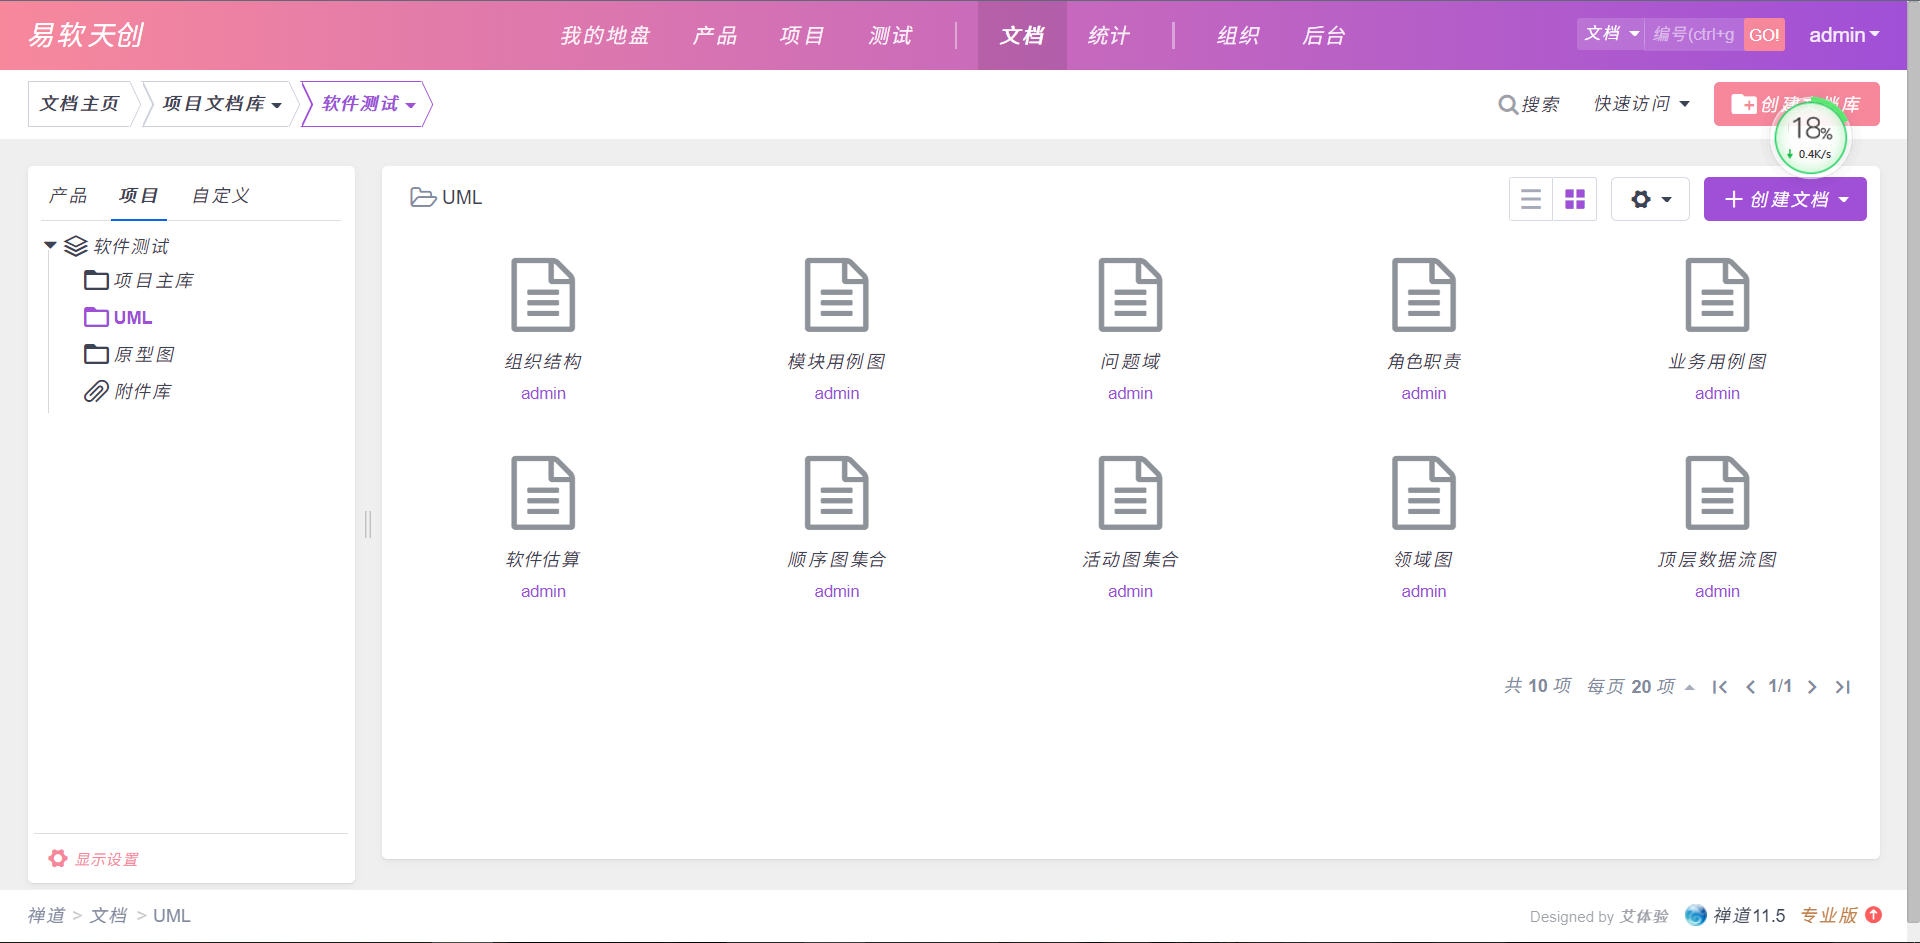 易软天创 我的地盘 产品 项目 测试 文档 统计 组织 后台 文档 编号(ctrl+g GO! admin
文档主页 项目文档库 软件测试 搜索 快速访问 创建 库
18%
0.4K/s
产品 项目 自定义
软件测试
项目主库
UML
原型图
附件库
显示设置
UML 创建文档
组织结构 模块用例图 问题域 角色职责 业务用例图
admin admin admin admin admin
软件估算 顺序图集合 活动图集合 领域图 顶层数据流图
admin admin admin admin admin
共 10 项 每页 20 项 1/1
禅道 > 文档 > UML Designed by 艾体验 禅道11.5 专业版